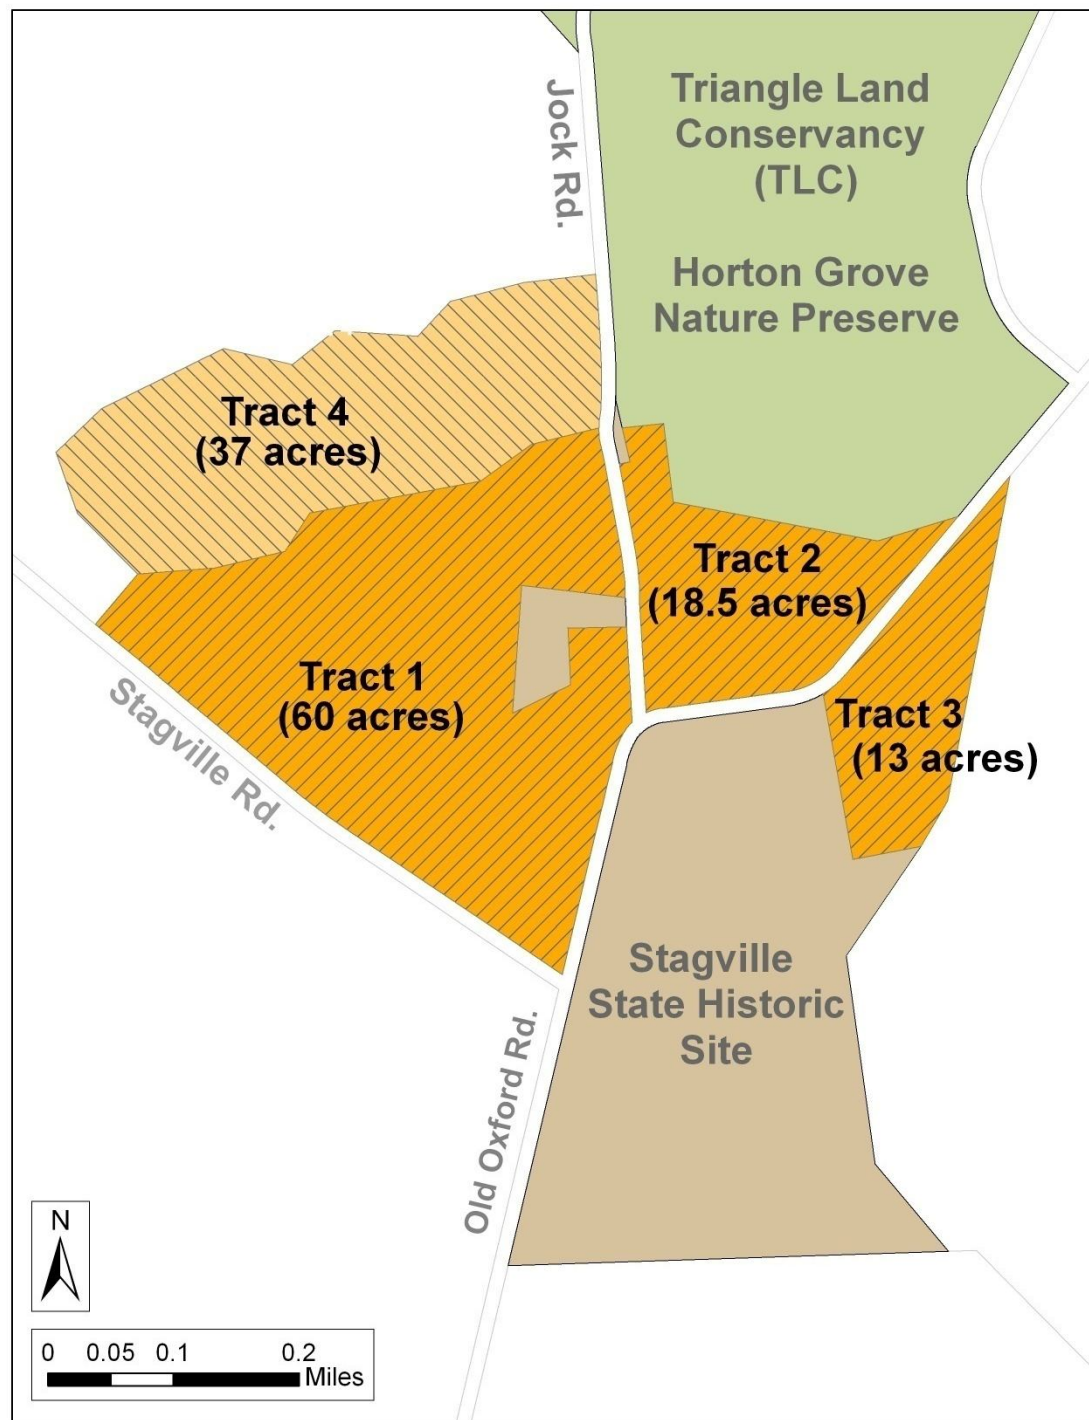 Triangle Land
Conservancy
(TLC)
Horton Grove
Nature Preserve
Jock Rd.
Tract 4
(37 acres)
Tract 2
(18.5 acres)
Tract 1
(60 acres)
Tract 3
(13 acres)
Stagville Rd.
Stagville
State Historic
Site
Old Oxford Rd.
N
0 0.05 0.1 0.2
Miles